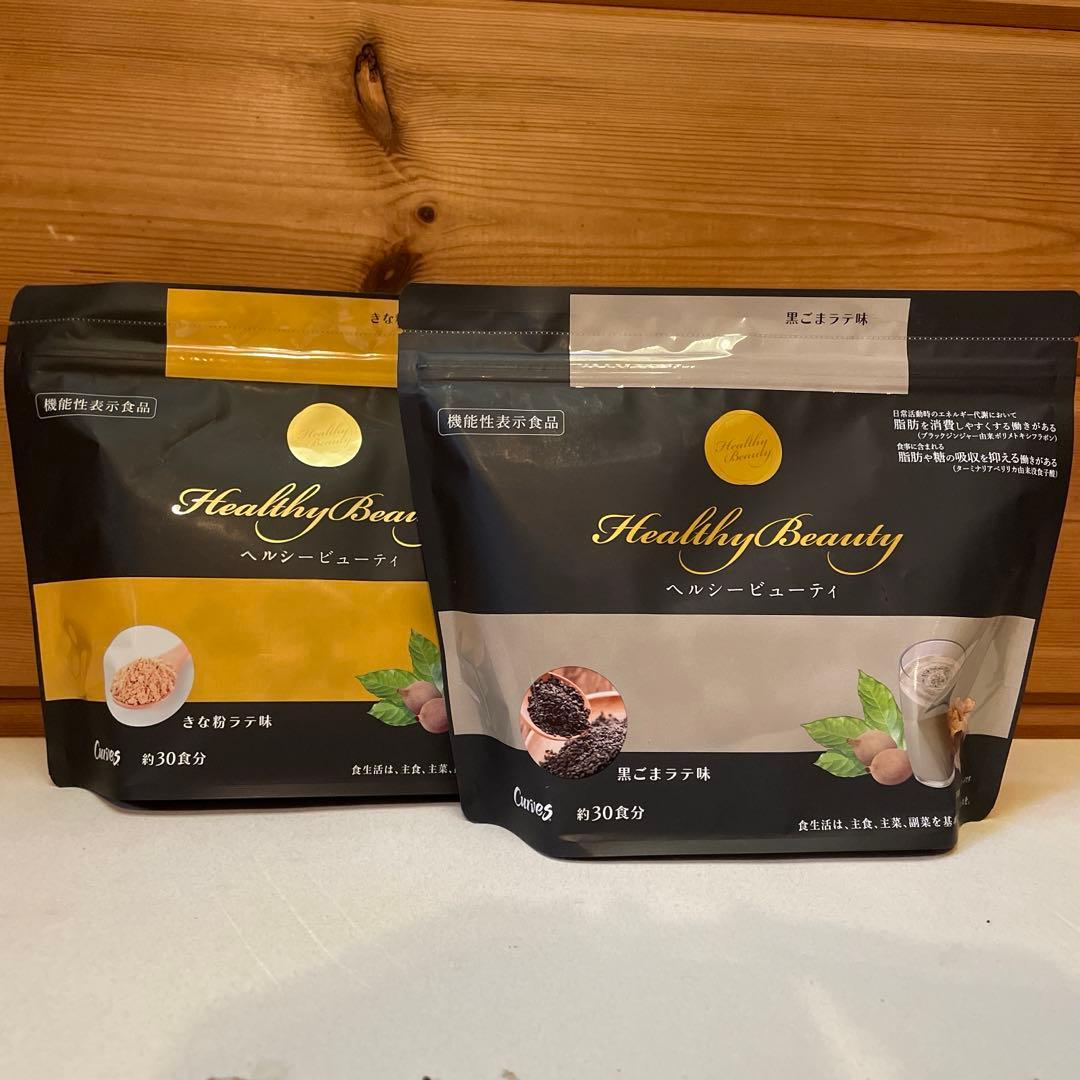 きな
機能性表示食品
Healthy
Beauty
Healthy Beau
ヘルシービューティ
きな粉ラテ味
Curves
約30食分
食生活は、主食、主菜、
黒ごまラテ味
機能性表示食品
Healthy
Beauty
日常活動時のエネルギー代謝において
脂肪を消費しやすくする働きがある
(ブラックジンジャー由来ポリメトキシフラボン)
食事に含まれる
脂肪や糖の吸収を抑える働きがある
(ターミナリアベリリカ由来没食子酸)
Healthy Beauty
ヘルシービューティ
黒ごまラテ味
Curves
約30食分
食生活は、主食、主菜、副菜を基